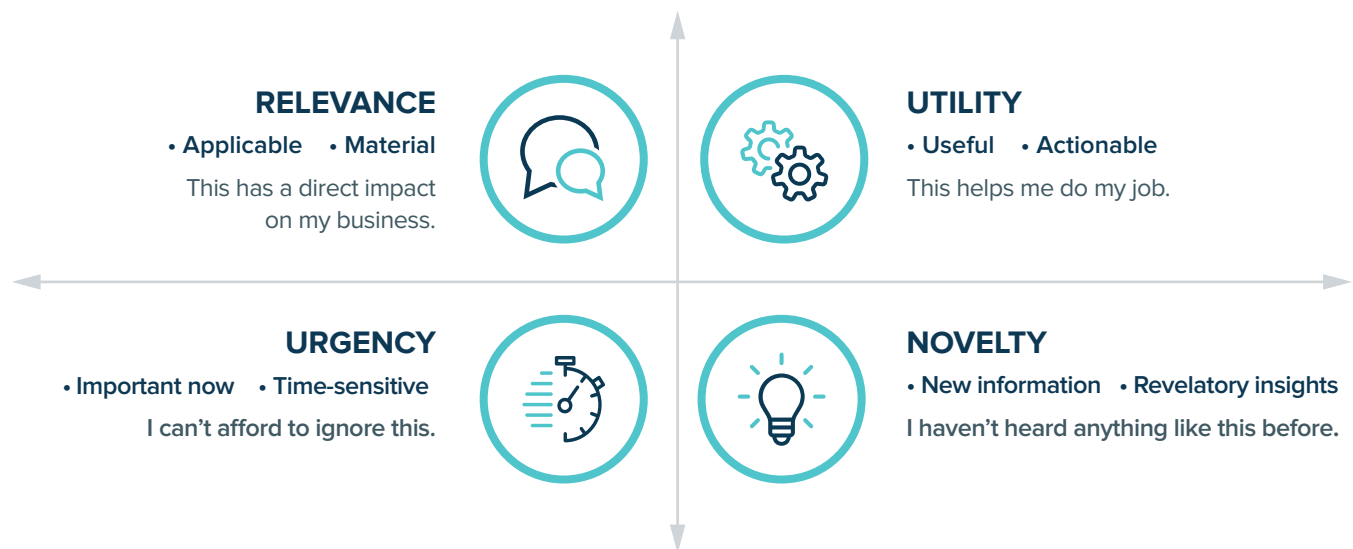 RELEVANCE
• Applicable • Material
This has a direct impact
on my business.
UTILITY
• Useful • Actionable
This helps me do my job.
URGENCY
• Important now • Time-sensitive
I can’t afford to ignore this.
NOVELTY
• New information • Revelatory insights
I haven’t heard anything like this before.